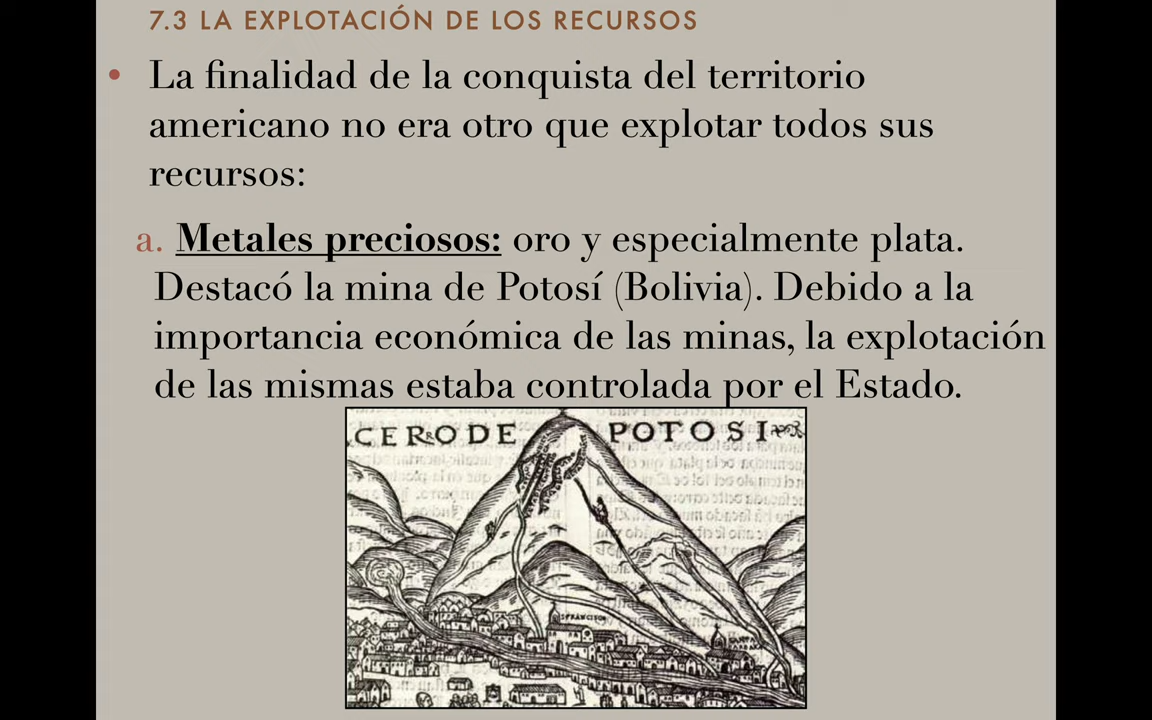 7.3 LA EXPLOTACIÓN DE LOS RECURSOS
• La finalidad de la conquista del territorio
americano no era otro que explotar todos sus
recursos:
a. Metales preciosos: oro y especialmente plata.
Destacó la mina de Potosí (Bolivia). Debido a la
importancia económica de las minas, la explotación
de las mismas estaba controlada por el Estado.
CERRO DE POTOSI